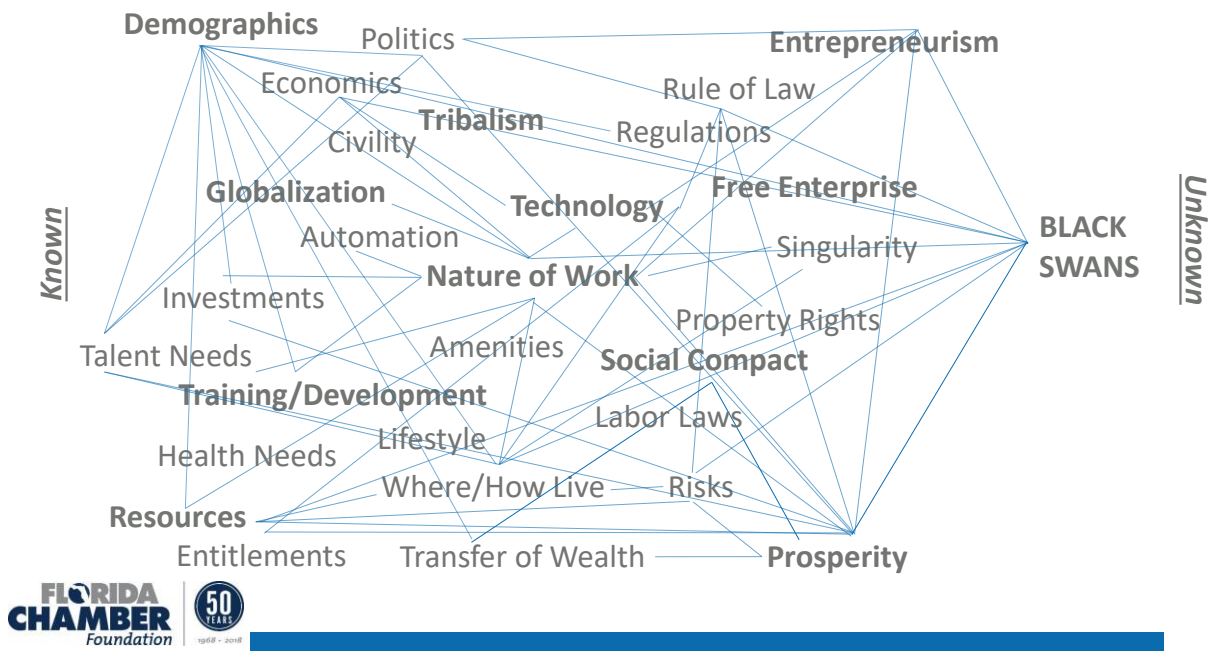 Demographics
Politics
Entrepreneurism
Economics
Rule of Law
Tribalism
Regulations
Civility
Globalization
Technology
Free Enterprise
Known
Unknown
Automation
Singularity
BLACK
SWANS
Nature of Work
Investments
Property Rights
Talent Needs
Amenities
Social Compact
Training/Development
Labor Laws
Lifestyle
Health Needs
Where/How Live
Risks
Resources
Entitlements
Transfer of Wealth
Prosperity
FLORIDA
CHAMBER
Foundation
50
YEARS
1968 - 2018